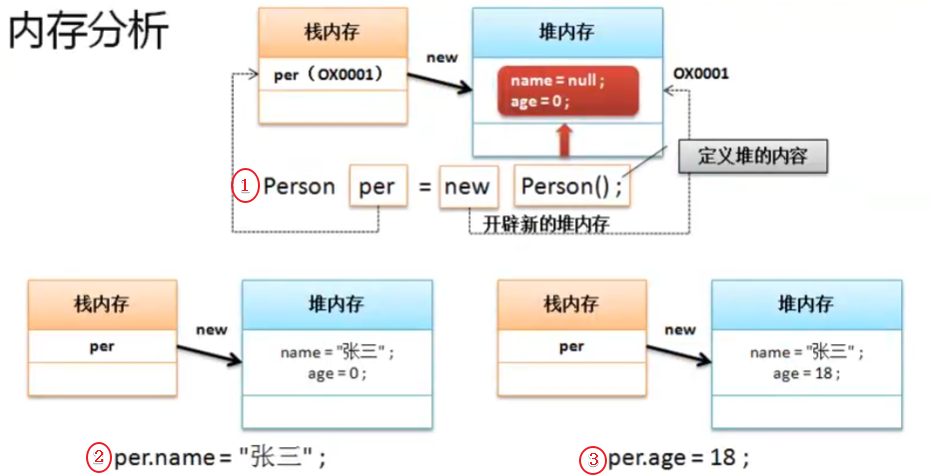 内存分析
栈内存
per（OX0001）
new
堆内存
name = null ;
age = 0 ;
OX0001
定义堆的内容
① Person per = new Person() ;
开辟新的堆内存
栈内存
per
new
堆内存
name = "张三" ;
age = 0 ;
② per.name = "张三" ;
栈内存
per
new
堆内存
name = "张三" ;
age = 18 ;
③ per.age = 18 ;